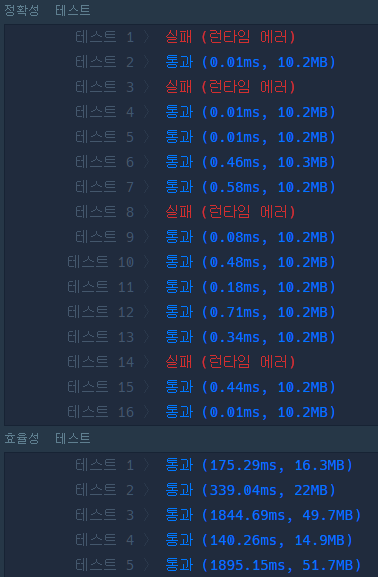 정확성 테스트
테스트 1 〉 실패 (런타임 에러)
테스트 2 〉 통과 (0.01ms, 10.2MB)
테스트 3 〉 실패 (런타임 에러)
테스트 4 〉 통과 (0.01ms, 10.2MB)
테스트 5 〉 통과 (0.01ms, 10.2MB)
테스트 6 〉 통과 (0.46ms, 10.3MB)
테스트 7 〉 통과 (0.58ms, 10.2MB)
테스트 8 〉 실패 (런타임 에러)
테스트 9 〉 통과 (0.08ms, 10.2MB)
테스트 10 〉 통과 (0.48ms, 10.2MB)
테스트 11 〉 통과 (0.18ms, 10.2MB)
테스트 12 〉 통과 (0.71ms, 10.2MB)
테스트 13 〉 통과 (0.34ms, 10.2MB)
테스트 14 〉 실패 (런타임 에러)
테스트 15 〉 통과 (0.44ms, 10.2MB)
테스트 16 〉 통과 (0.01ms, 10.2MB)
효율성 테스트
테스트 1 〉 통과 (175.29ms, 16.3MB)
테스트 2 〉 통과 (339.04ms, 22MB)
테스트 3 〉 통과 (1844.69ms, 49.7MB)
테스트 4 〉 통과 (140.26ms, 14.9MB)
테스트 5 〉 통과 (1895.15ms, 51.7MB)